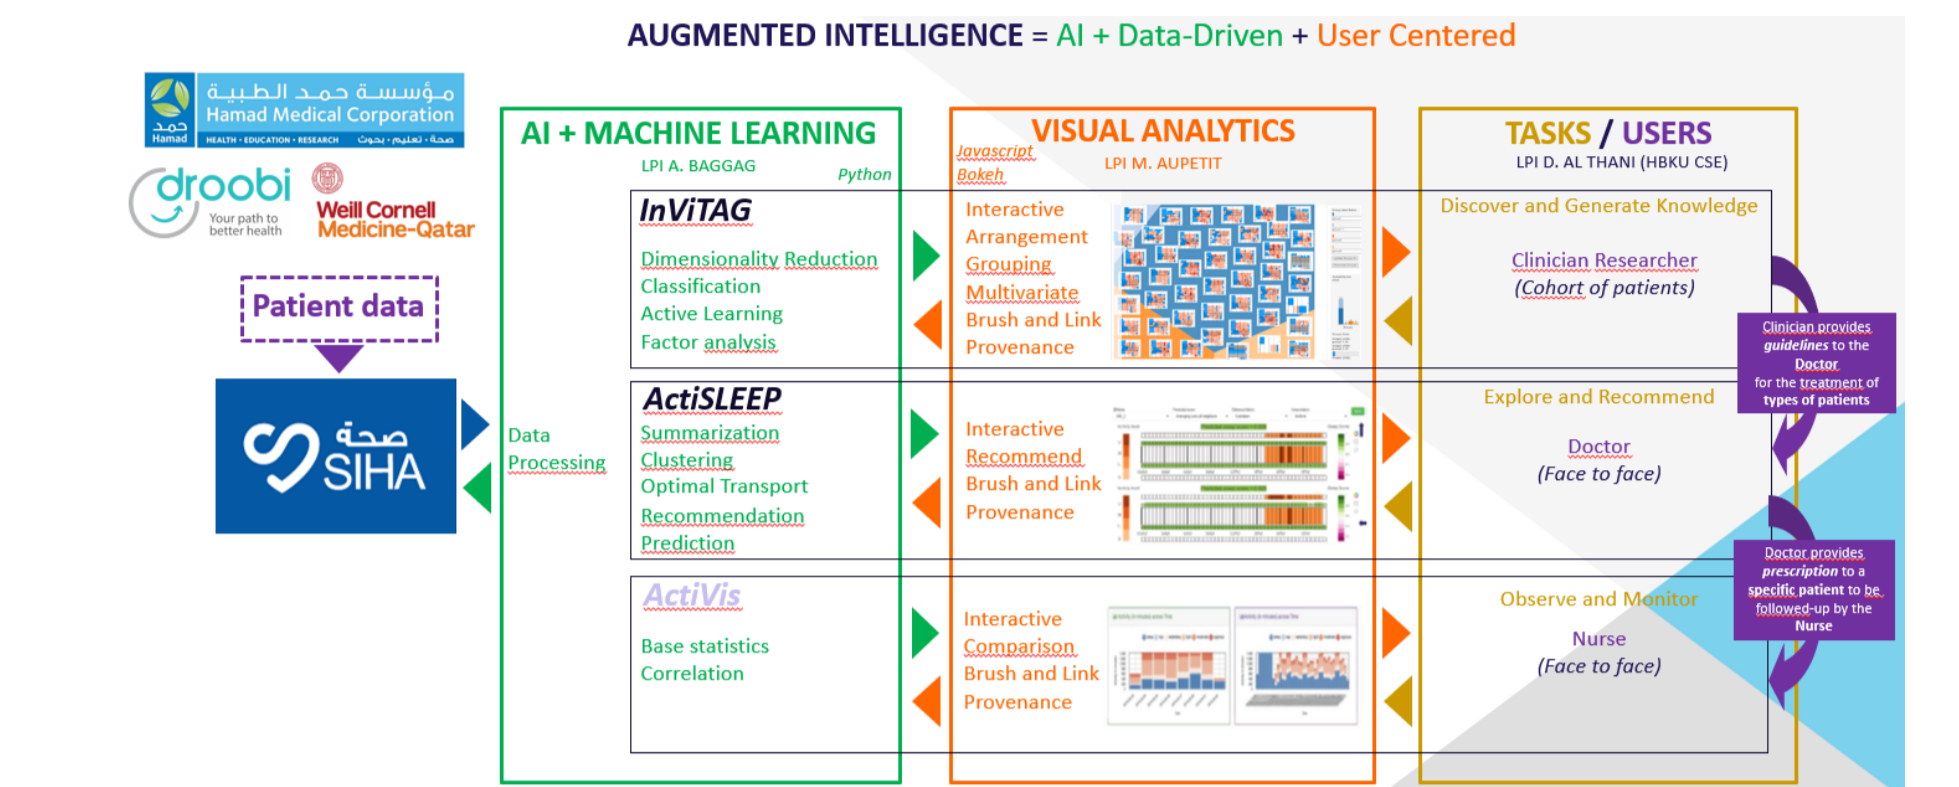 AUGMENTED INTELLIGENCE = AI + Data-Driven + User Centered
مؤسسة حمد الطبية
Hamad Medical Corporation
حمد
Hamad
HEALTH • EDUCATION • RESEARCH صحة • تعليم • بحوث
droobi
Your path to
better health
Weill Cornell
Medicine-Qatar
Patient data
صحة
SIHA
AI + MACHINE LEARNING
LPI A. BAGGAG
Python
Data
Processing
InViTAG
Dimensionality Reduction
Classification
Active Learning
Factor analysis
ActiSLEEP
Summarization
Clustering
Optimal Transport
Recommendation
Prediction
ActiVis
Base statistics
Correlation
VISUAL ANALYTICS
Javascript
Bokeh
LPI M. AUPETIT
Interactive
Arrangement
Grouping
Multivariate
Brush and Link
Provenance
Interactive
Recommend
Brush and Link
Provenance
Interactive
Comparison
Brush and Link
Provenance
TASKS / USERS
LPI D. AL THANI (HBKU CSE)
Discover and Generate Knowledge
Clinician Researcher
(Cohort of patients)
Clinician provides
guidelines to the
Doctor
for the treatment of
types of patients
Explore and Recommend
Doctor
(Face to face)
Doctor provides
prescription to a
specific patient to be
followed-up by the
Nurse
Observe and Monitor
Nurse
(Face to face)